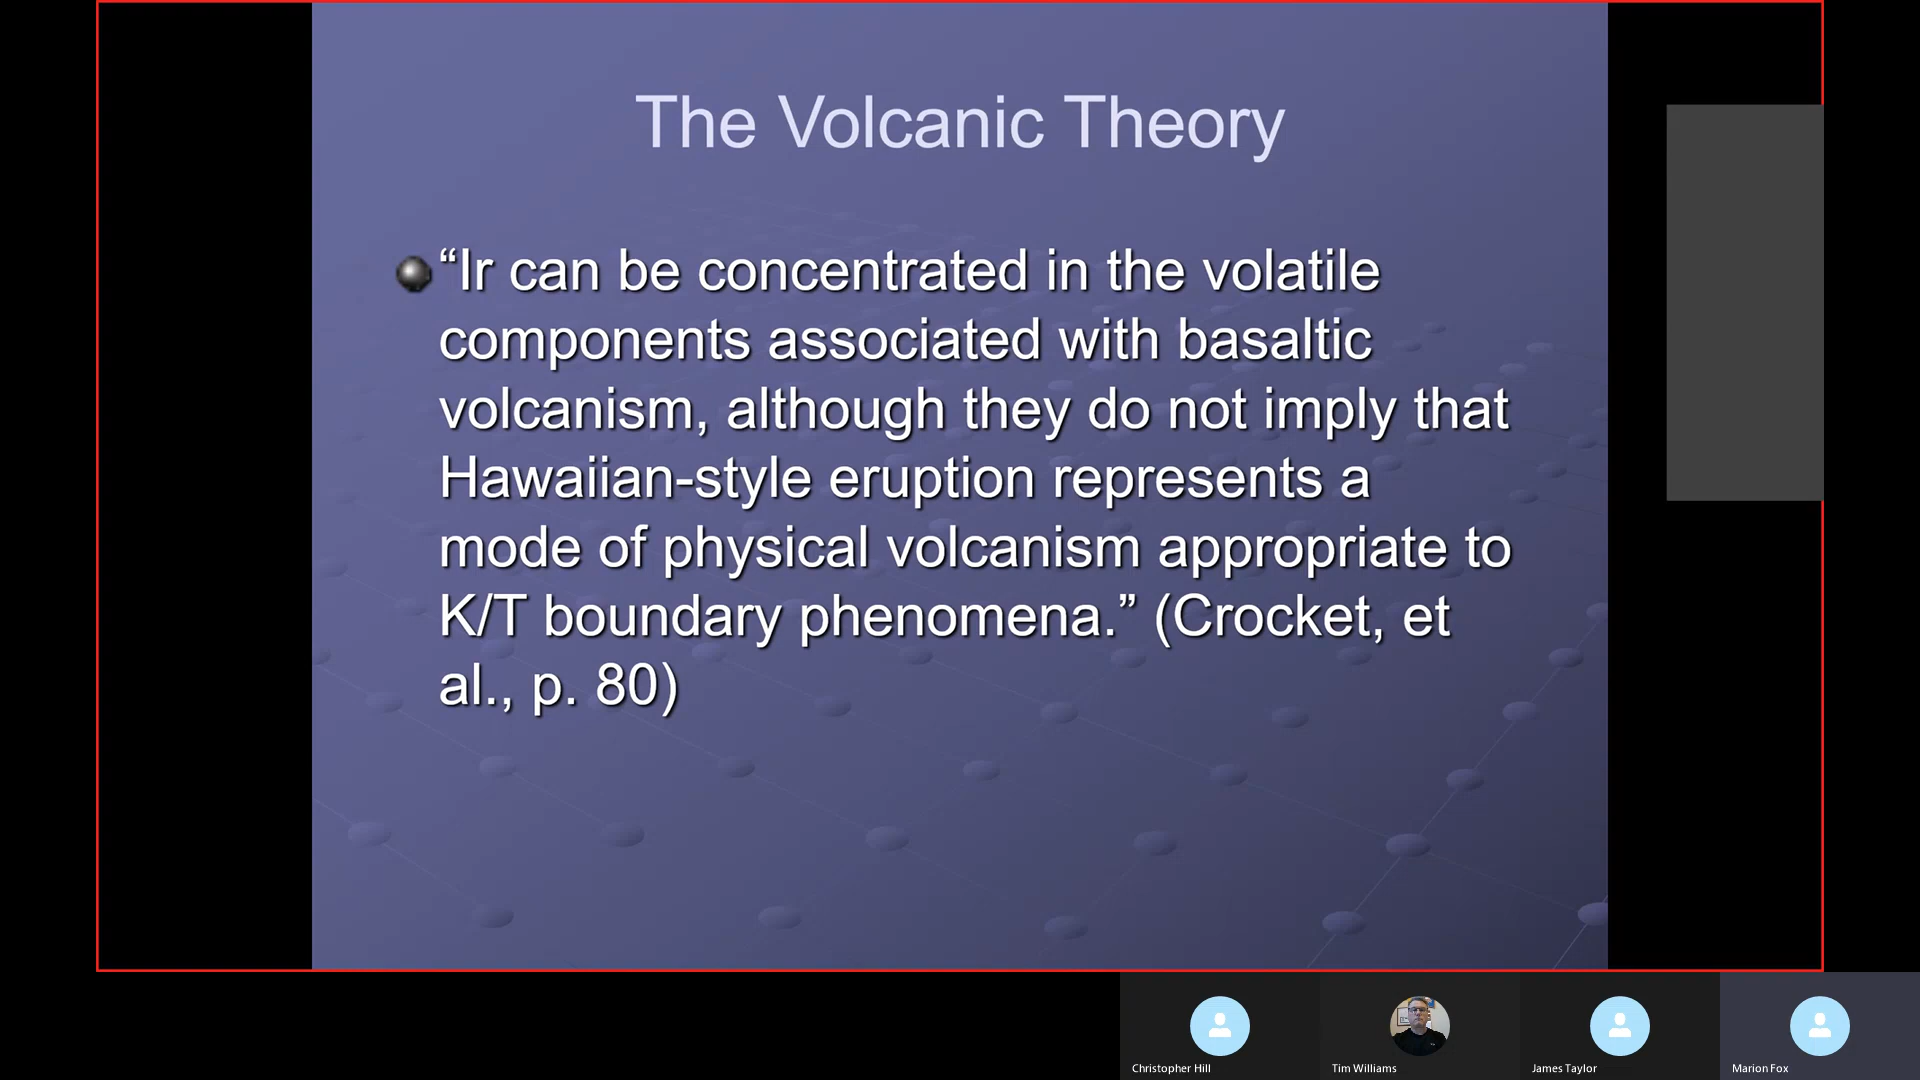 The Volcanic Theory
“Ir can be concentrated in the volatile
components associated with basaltic
volcanism, although they do not imply that
Hawaiian-style eruption represents a
mode of physical volcanism appropriate to
K/T boundary phenomena.” (Crocket, et
al., p. 80)
Christopher Hill
Tim Williams
James Taylor
Marion Fox